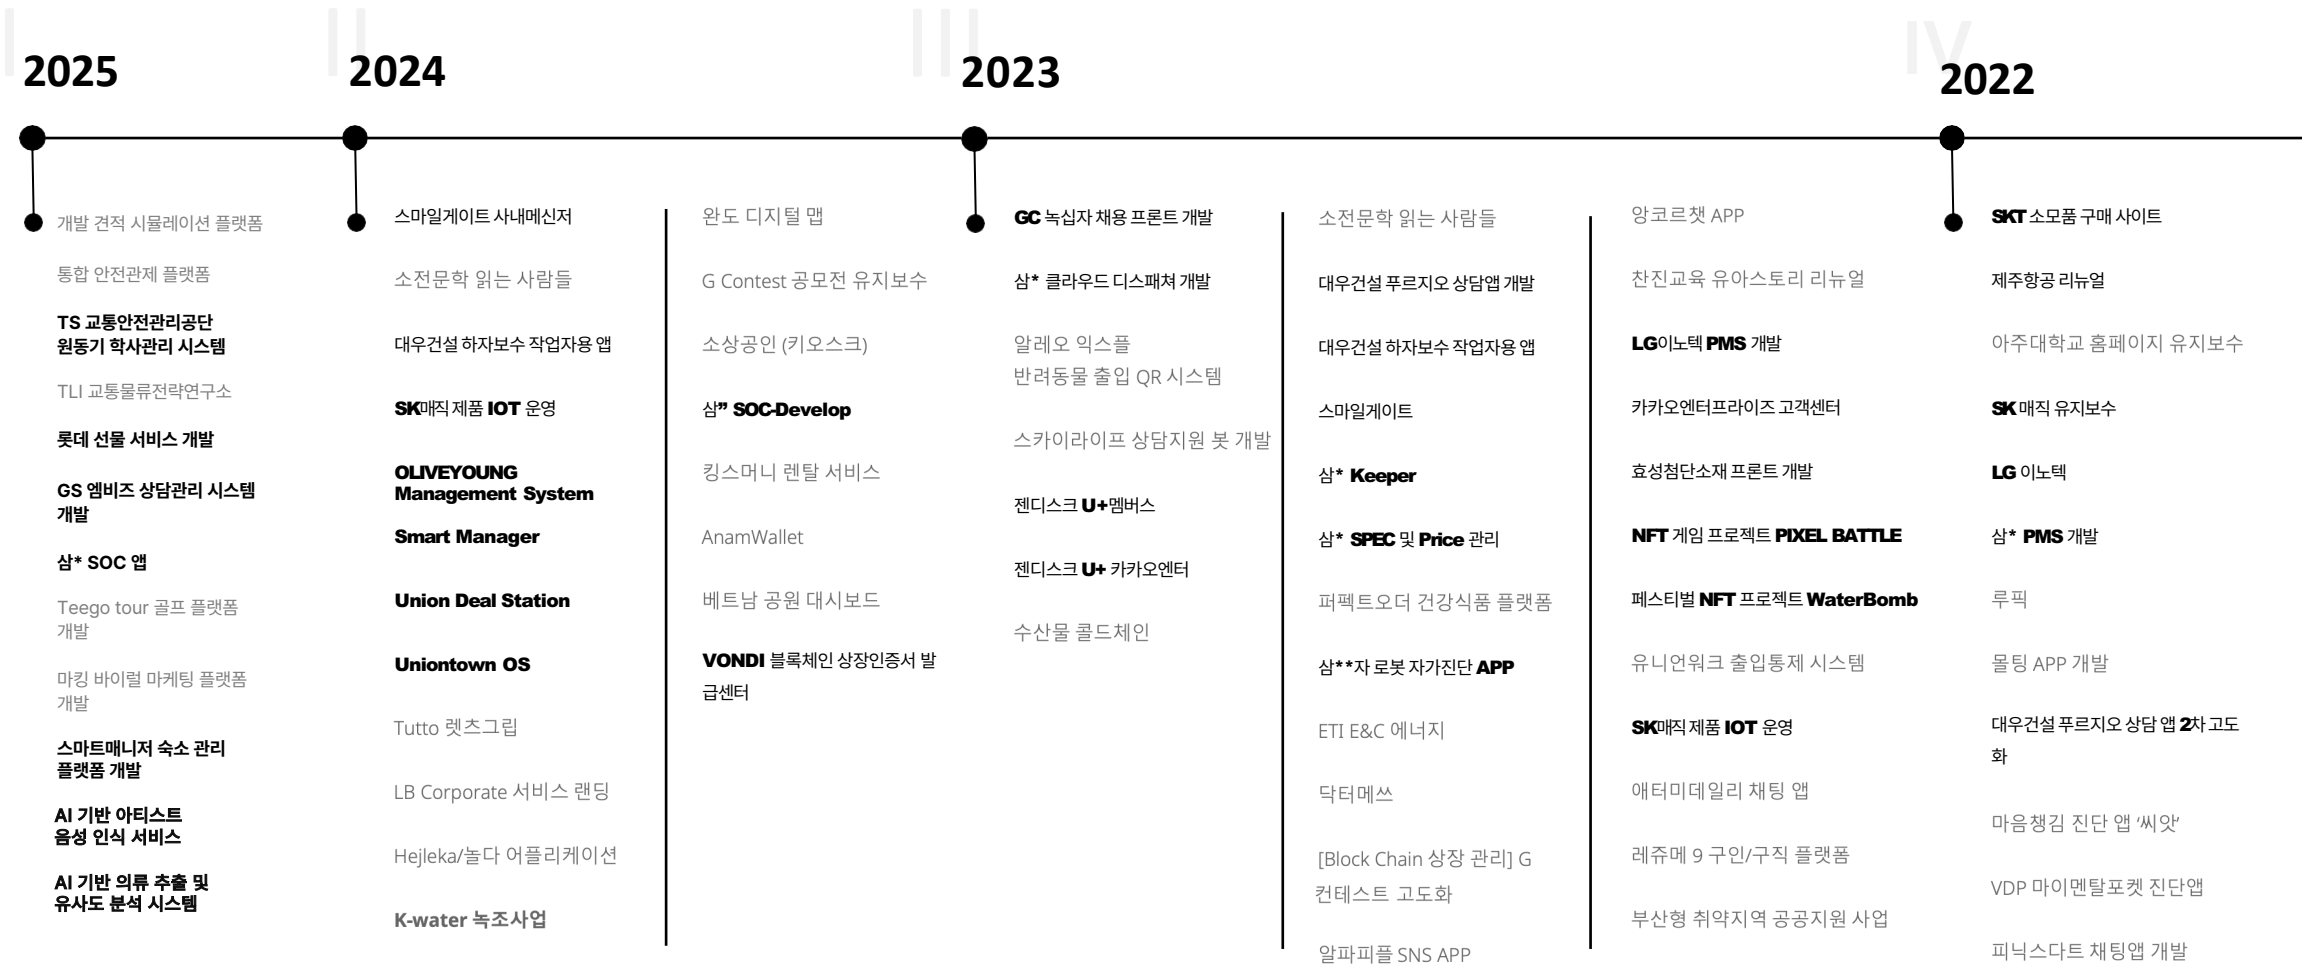 I
II
III
IV
2025
2024
2023
2022
개발 견적 시뮬레이션 플랫폼
통합 안전관제 플랫폼
TS 교통안전관리공단
원동기 학사관리 시스템
TLI 교통물류전략연구소
롯데 선물 서비스 개발
GS 엠비즈 상담관리 시스템
개발
삼* SOC 앱
Teego tour 골프 플랫폼
개발
마킹 바이럴 마케팅 플랫폼
개발
스마트매니저 숙소 관리
플랫폼 개발
AI 기반 아티스트
음성 인식 서비스
AI 기반 의류 추출 및
유사도 분석 시스템
스마일게이트 사내메신저
소전문학 읽는 사람들
대우건설 하자보수 작업자용 앱
SK매직 제품 IOT 운영
OLIVEYOUNG
Management System
Smart Manager
Union Deal Station
Uniontown OS
Tutto 렛츠그립
LB Corporate 서비스 랜딩
Hejleka/놀다 어플리케이션
K-water 녹조사업
완도 디지털 맵
G Contest 공모전 유지보수
소상공인 (키오스크)
삼” SOC-Develop
킹스머니 렌탈 서비스
AnamWallet
베트남 공원 대시보드
VONDI 블록체인 상장인증서 발
급센터
GC 녹십자 채용 프론트 개발
삼* 클라우드 디스패쳐 개발
알레오 익스플
반려동물 출입 QR 시스템
스카이라이프 상담지원 봇 개발
젠디스크 U+멤버스
젠디스크 U+ 카카오엔터
수산물 콜드체인
소전문학 읽는 사람들
대우건설 푸르지오 상담앱 개발
대우건설 하자보수 작업자용 앱
스마일게이트
삼* Keeper
삼* SPEC 및 Price 관리
퍼펙트오더 건강식품 플랫폼
삼**자 로봇 자가진단 APP
ETI E&C 에너지
닥터메쓰
[Block Chain 상장 관리] G
컨테스트 고도화
알파피플 SNS APP
앙코르챗 APP
찬진교육 유아스토리 리뉴얼
LG이노텍 PMS 개발
카카오엔터프라이즈 고객센터
효성첨단소재 프론트 개발
NFT 게임 프로젝트 PIXEL BATTLE
페스티벌 NFT 프로젝트 WaterBomb
유니언워크 출입통제 시스템
SK매직 제품 IOT 운영
애터미데일리 채팅 앱
레쥬메 9 구인/구직 플랫폼
부산형 취약지역 공공지원 사업
SKT 소모품 구매 사이트
제주항공 리뉴얼
아주대학교 홈페이지 유지보수
SK 매직 유지보수
LG 이노텍
삼* PMS 개발
루픽
몰팅 APP 개발
대우건설 푸르지오 상담 앱 2차 고도
화
마음챙김 진단 앱 ‘씨앗’
VDP 마이멘탈포켓 진단앱
피닉스다트 채팅앱 개발